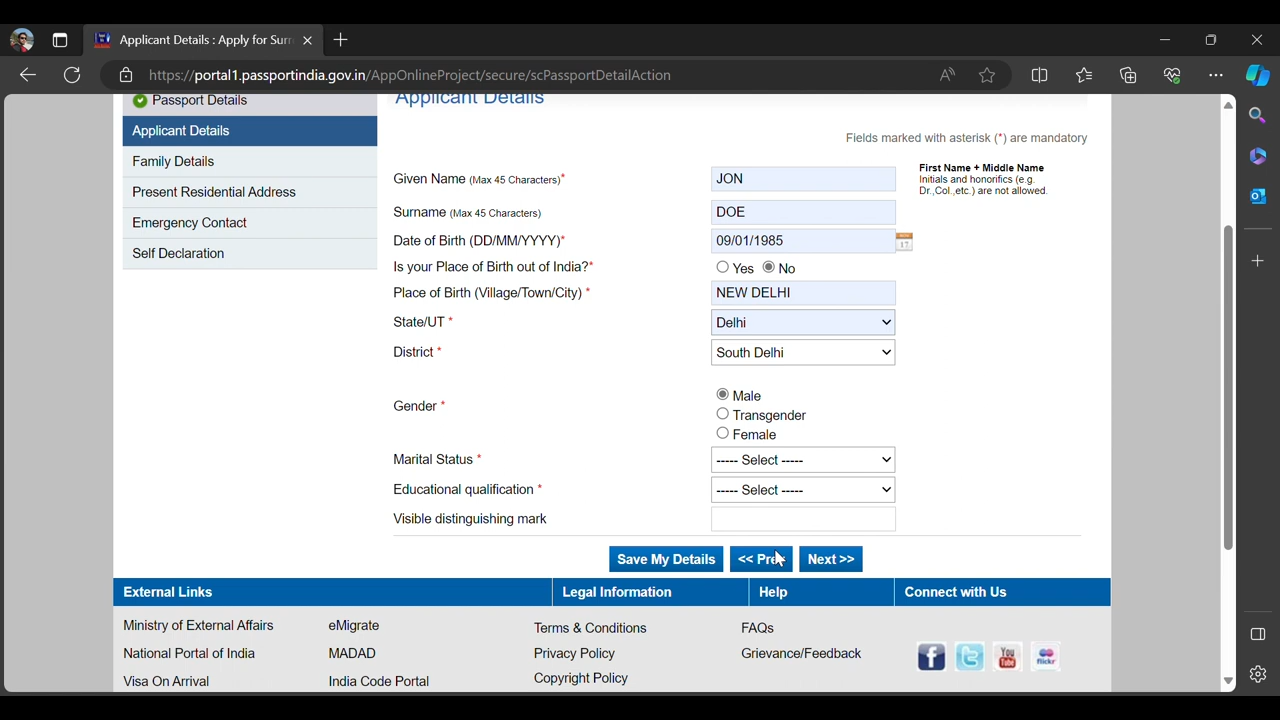 Applicant Details : Apply for Surr
https://portal1.passportindia.gov.in/AppOnlineProject/secure/scPassportDetailAction
Passport Details
Applicant Details
Family Details
Present Residential Address
Emergency Contact
Self Declaration
Applicant Details
Fields marked with asterisk (*) are mandatory
Given Name (Max 45 Characters)* JON
First Name + Middle Name
Initials and honorifics (e.g.
Dr.,Col.,etc.) are not allowed.
Surname (Max 45 Characters) DOE
Date of Birth (DD/MM/YYYY)* 09/01/1985
Is your Place of Birth out of India?* Yes No
Place of Birth (Village/Town/City) * NEW DELHI
State/UT * Delhi
District * South Delhi
Gender * Male
Transgender
Female
Marital Status * ----- Select -----
Educational qualification * ----- Select -----
Visible distinguishing mark
Save My Details << Prev Next >>
External Links Legal Information Help Connect with Us
Ministry of External Affairs eMigrate Terms & Conditions FAQs
National Portal of India MADAD Privacy Policy Grievance/Feedback
Visa On Arrival India Code Portal Copyright Policy
f t You Tube flickr